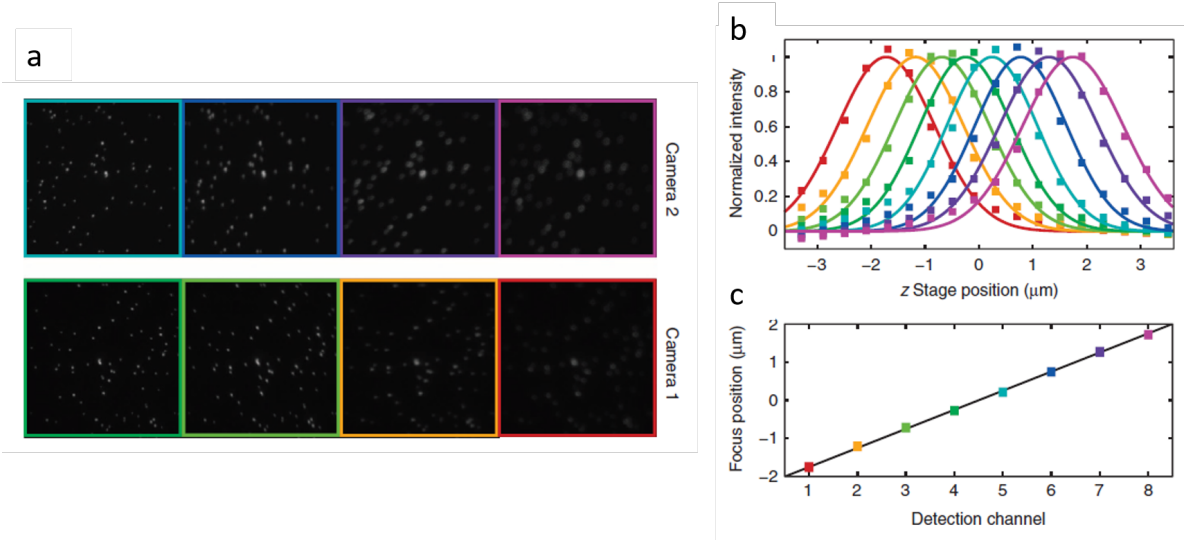 a
Camera 2
Camera 1
b
Normalized intensity
1
0.8
0.6
0.4
0.2
0
−3 −2 −1 0 1 2 3
z Stage position (μm)
c
Focus position (μm)
2
1
0
−1
−2
1 2 3 4 5 6 7 8
Detection channel